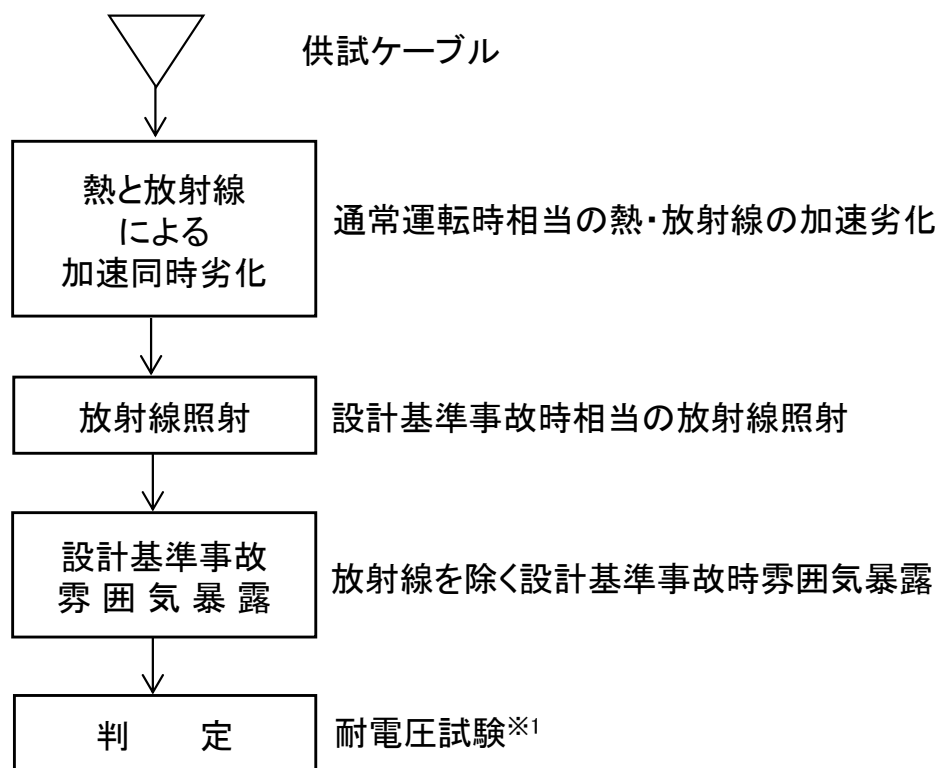 供試ケーブル
熱と放射線
による
加速同時劣化
通常運転時相当の熱・放射線の加速劣化
放射線照射
設計基準事故時相当の放射線照射
設計基準事故
雰囲気暴露
放射線を除く設計基準事故時雰囲気暴露
判　定
耐電圧試験※1